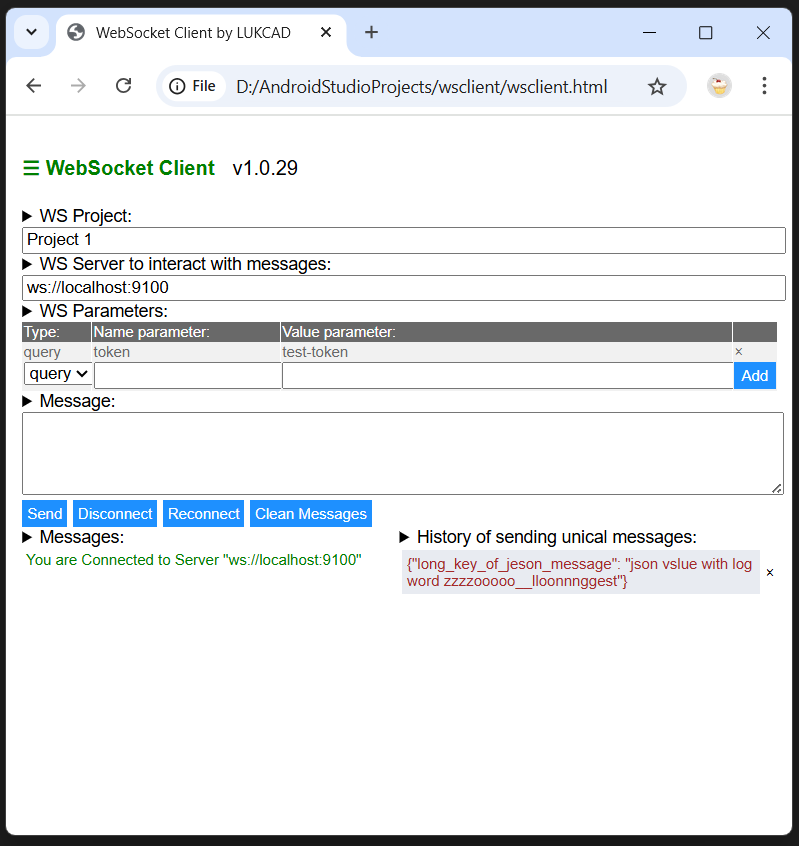 WebSocket Client by LUKCAD
File
D:/AndroidStudioProjects/wsclient/wsclient.html
☰ WebSocket Client v1.0.29
▶ WS Project:
Project 1
▶ WS Server to interact with messages:
ws://localhost:9100
▶ WS Parameters:
Type: Name parameter: Value parameter:
query token test-token ×
query Add
▶ Message:
Send Disconnect Reconnect Clean Messages
▶ Messages:
You are Connected to Server "ws://localhost:9100"
▶ History of sending unical messages:
{"long_key_of_jeson_message": "json vslue with log
word zzzzooooo__lloonnnggest"}
×